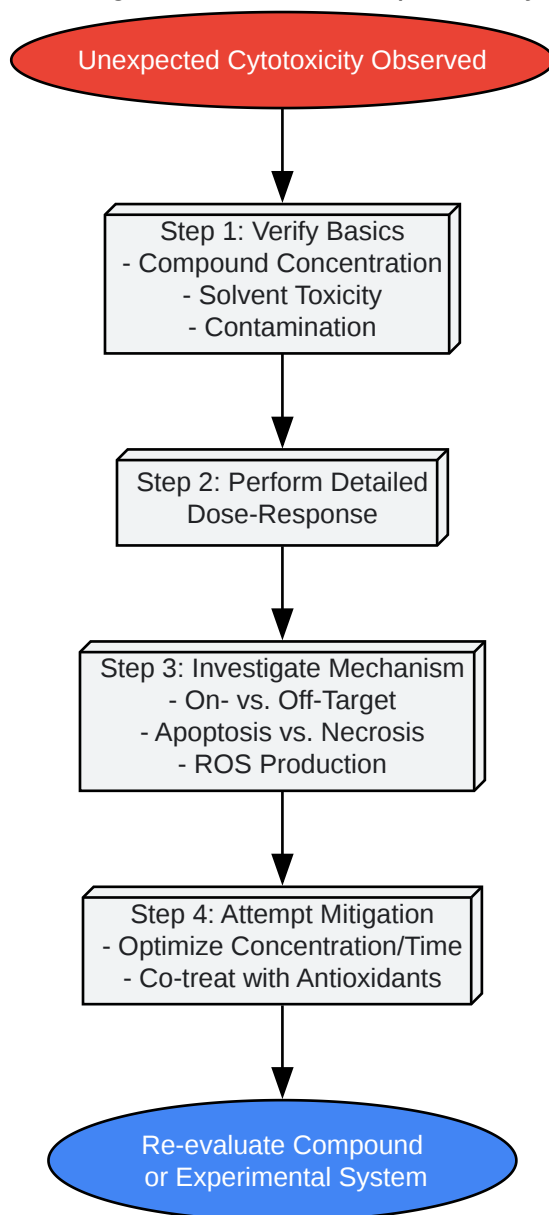 Unexpected Cytotoxicity Observed
Step 1: Verify Basics
- Compound Concentration
- Solvent Toxicity
- Contamination
Step 2: Perform Detailed
Dose-Response
Step 3: Investigate Mechanism
- On- vs. Off-Target
- Apoptosis vs. Necrosis
- ROS Production
Step 4: Attempt Mitigation
- Optimize Concentration/Time
- Co-treat with Antioxidants
Re-evaluate Compound
or Experimental System